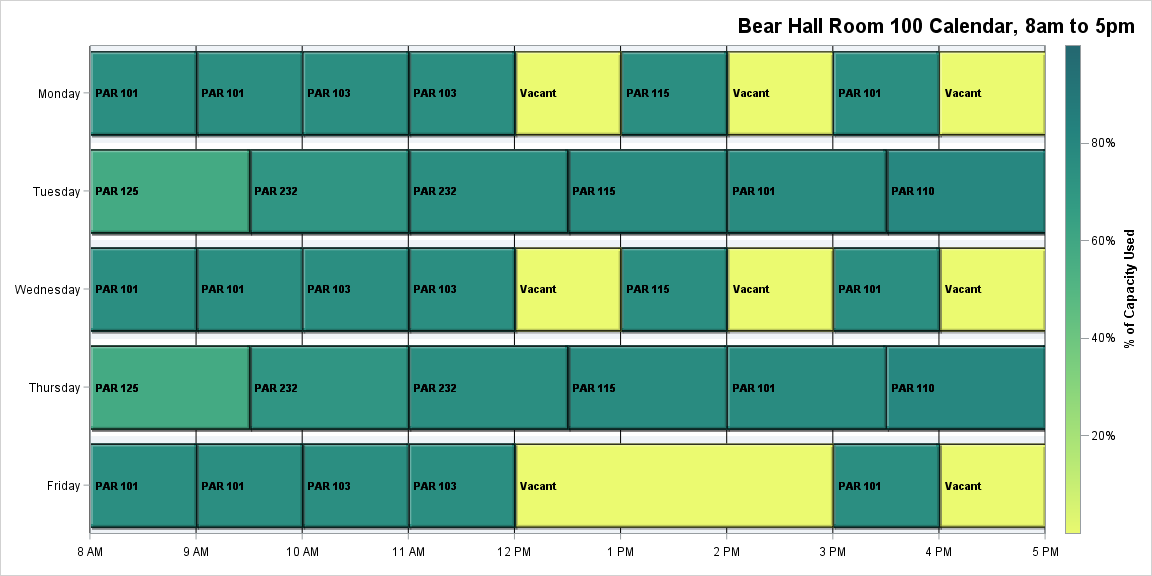 Bear Hall Room 100 Calendar, 8am to 5pm
Monday PAR 101 PAR 101 PAR 103 PAR 103 Vacant PAR 115 Vacant PAR 101 Vacant
80%
Tuesday PAR 125 PAR 232 PAR 232 PAR 115 PAR 101 PAR 110
60%
Wednesday PAR 101 PAR 101 PAR 103 PAR 103 Vacant PAR 115 Vacant PAR 101 Vacant
% of Capacity Used
40%
Thursday PAR 125 PAR 232 PAR 232 PAR 115 PAR 101 PAR 110
20%
Friday PAR 101 PAR 101 PAR 103 PAR 103 Vacant PAR 101 Vacant
8 AM 9 AM 10 AM 11 AM 12 PM 1 PM 2 PM 3 PM 4 PM 5 PM